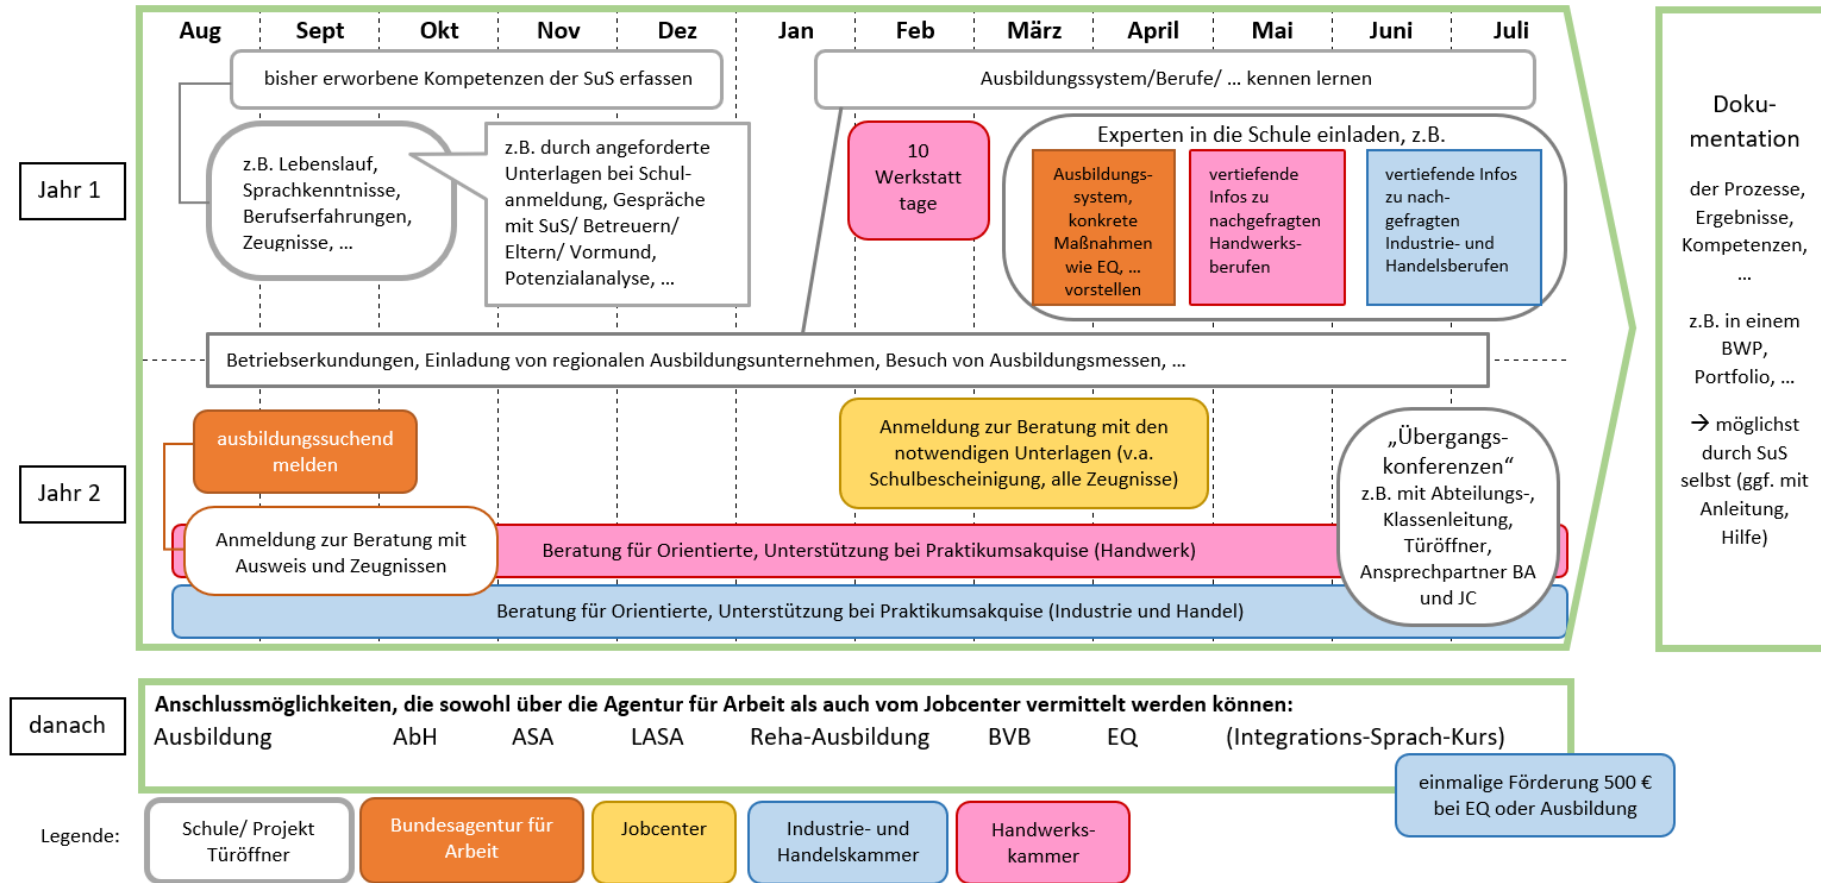 Aug Sept Okt Nov Dez Jan Feb März April Mai Juni Juli
Jahr 1
bisher erworbene Kompetenzen der SuS erfassen
Ausbildungssystem/Berufe/ ... kennen lernen
z.B. Lebenslauf,
Sprachkenntnisse,
Berufserfahrungen,
Zeugnisse, ...
z.B. durch angeforderte
Unterlagen bei Schul-
anmeldung, Gespräche
mit SuS/ Betreuern/
Eltern/ Vormund,
Potenzialanalyse, ...
10
Werkstatt
tage
Experten in die Schule einladen, z.B.
Ausbildungs-
system,
konkrete
Maßnahmen
wie EQ, ...
vorstellen
vertiefende
Infos zu
nachgefragten
Handwerks-
berufen
vertiefende Infos
zu nach-
gefragten
Industrie- und
Handelsberufen
Betriebserkundungen, Einladung von regionalen Ausbildungsunternehmen, Besuch von Ausbildungsmessen, ...
Jahr 2
ausbildungssuchend
melden
Anmeldung zur Beratung mit den
notwendigen Unterlagen (v.a.
Schulbescheinigung, alle Zeugnisse)
Anmeldung zur Beratung mit
Ausweis und Zeugnissen
Beratung für Orientierte, Unterstützung bei Praktikumsakquise (Handwerk)
Beratung für Orientierte, Unterstützung bei Praktikumsakquise (Industrie und Handel)
„Übergangs-
konferenzen“
z.B. mit Abteilungs-,
Klassenleitung,
Türöffner,
Ansprechpartner BA
und JC
Doku-
mentation
der Prozesse,
Ergebnisse,
Kompetenzen,
...
z.B. in einem
BWP,
Portfolio, ...
→ möglichst
durch SuS
selbst (ggf. mit
Anleitung,
Hilfe)
danach
Anschlussmöglichkeiten, die sowohl über die Agentur für Arbeit als auch vom Jobcenter vermittelt werden können:
Ausbildung AbH ASA LASA Reha-Ausbildung BVB EQ (Integrations-Sprach-Kurs)
einmalige Förderung 500 €
bei EQ oder Ausbildung
Legende:
Schule/ Projekt
Türöffner
Bundesagentur für
Arbeit
Jobcenter
Industrie- und
Handelskammer
Handwerks-
kammer